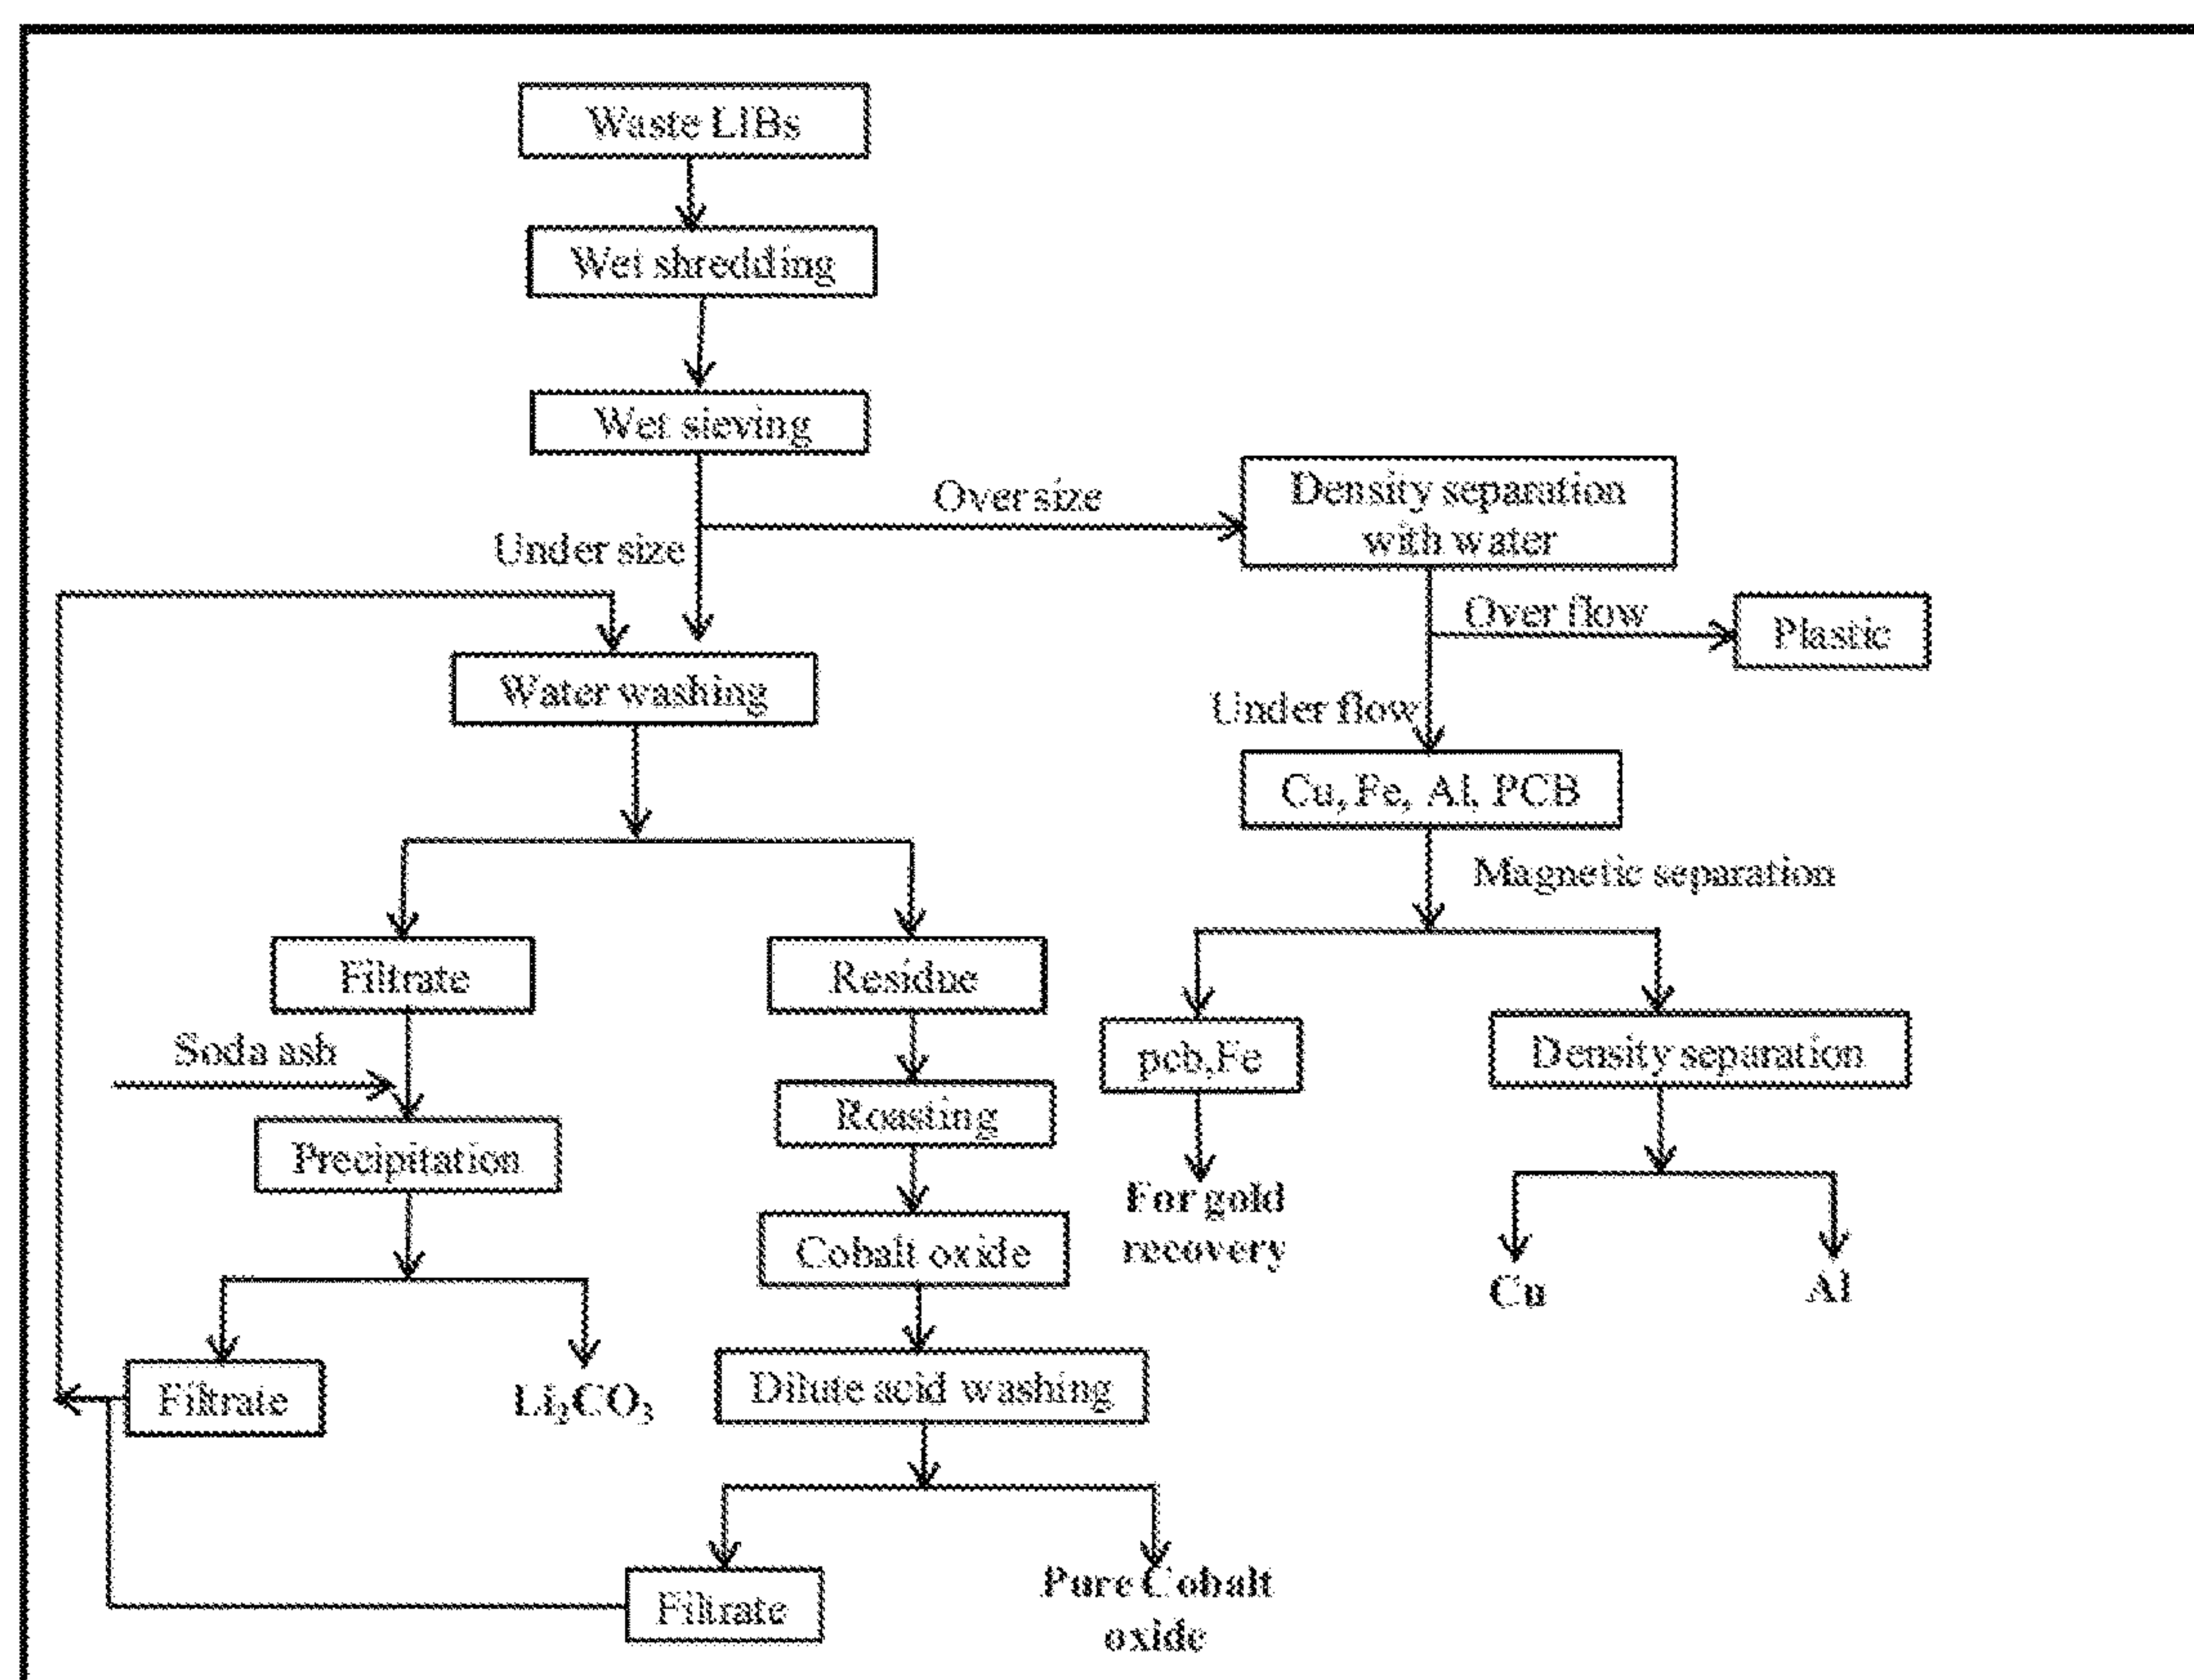 Waste LIBs
Wet shredding
Wet sieving
Over size
Density separation
with water
Under size
Over flow
Plastic
Water washing
Under flow
Cu, Fe, Al, PCB
Magnetic separation
Filtrate
Residue
pcb,Fe
Density separation
Soda ash
Roasting
Precipitation
For gold
recovery
Cobalt oxide
Cu
Al
Filtrate
Li₂CO₃
Dilute acid washing
Filtrate
Pure Cobalt
oxide